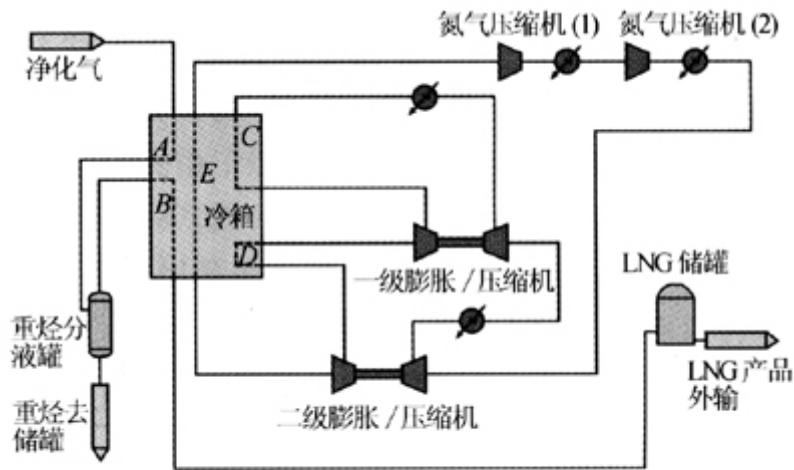 氮气压缩机(1)
氮气压缩机(2)
净化气
A
B
C
D
E
冷箱
一级膨胀/压缩机
二级膨胀/压缩机
重烃分
液罐
重烃去
储罐
LNG 储罐
LNG 产品
外输